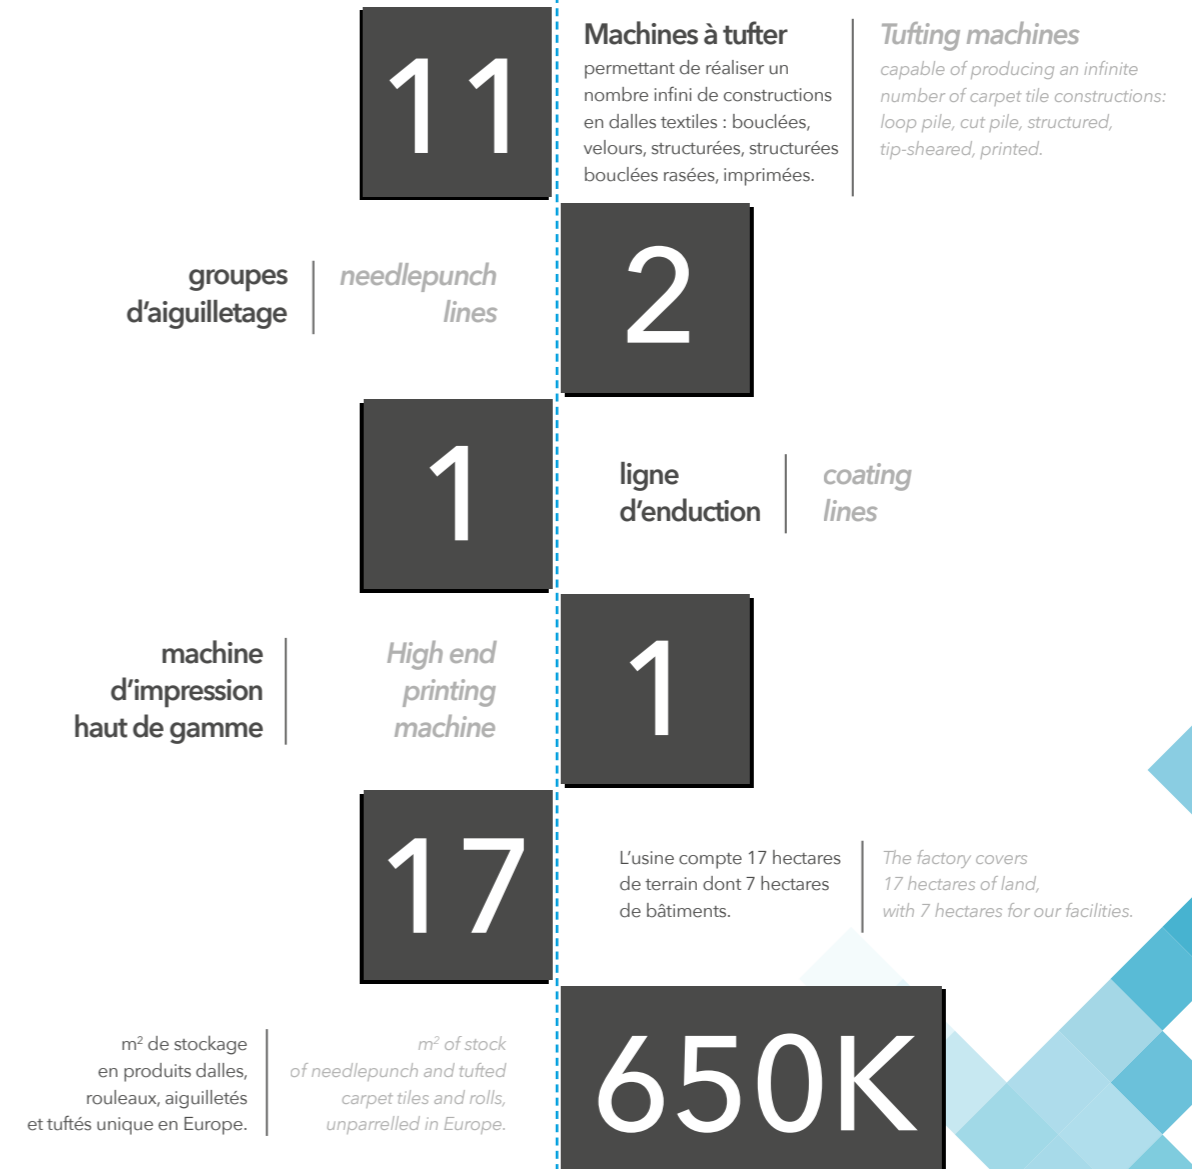 11
Machines à tufter
permettant de réaliser un
nombre infini de constructions
en dalles textiles : bouclées,
velours, structurées, structurées
bouclées rasées, imprimées.
Tufting machines
capable of producing an infinite
number of carpet tile constructions:
loop pile, cut pile, structured,
tip-sheared, printed.
groupes
d’aiguilletage
needlepunch
lines
2
1
ligne
d’enduction
coating
lines
machine
d’impression
haut de gamme
High end
printing
machine
1
17
L’usine compte 17 hectares
de terrain dont 7 hectares
de bâtiments.
The factory covers
17 hectares of land,
with 7 hectares for our facilities.
m² de stockage
en produits dalles,
rouleaux, aiguilletés
et tuftés unique en Europe.
m² of stock
of needlepunch and tufted
carpet tiles and rolls,
unparrelled in Europe.
650K